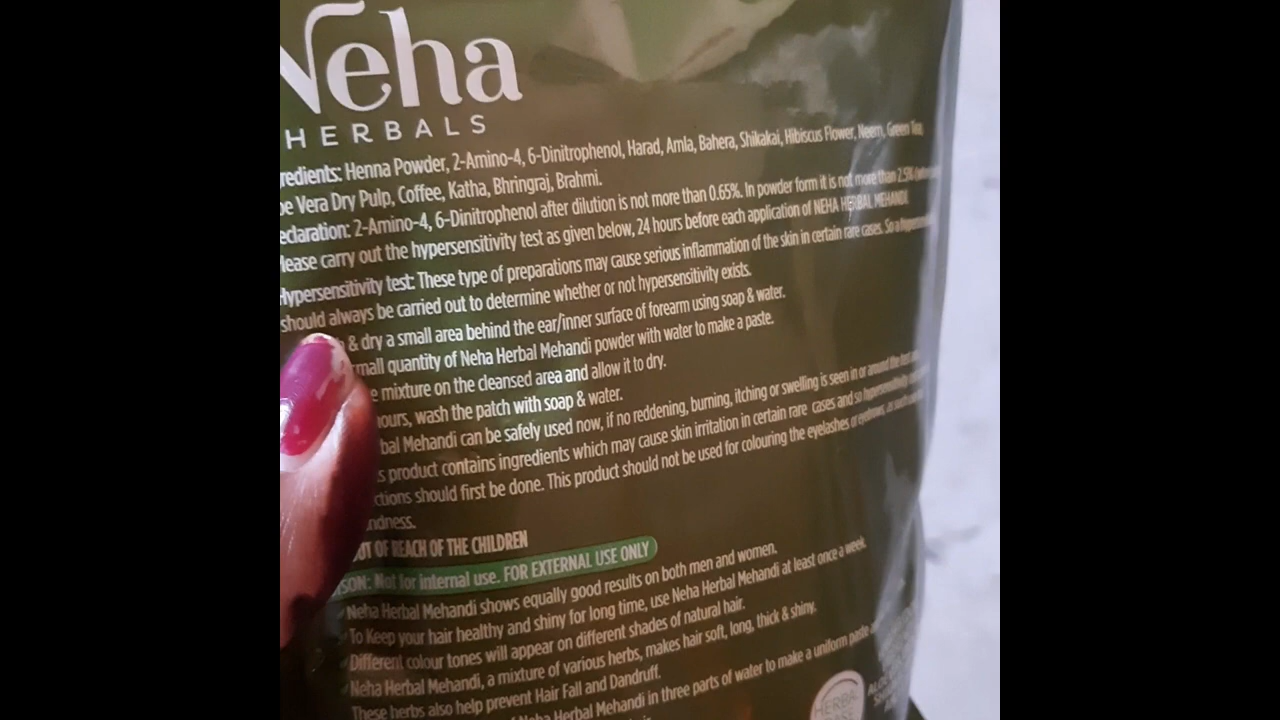 Neha
HERBALS
redients: Henna Powder, 2-Amino-4, 6-Dinitrophenol, Harad, Amla, Bahera, Shikakai, Hibiscus Flower, Neem, Green Tea,
oe Vera Dry Pulp, Coffee, Katha, Bhringraj, Brahmi.
eclaration: 2-Amino-4, 6-Dinitrophenol after dilution is not more than 0.65%. In powder form it is not more than 2.5%
lease carry out the hypersensitivity test as given below, 24 hours before each application of NEHA HERBAL MEHANDI.
Hypersensitivity test: These type of preparations may cause serious inflammation of the skin in certain rare cases. So a
should always be carried out to determine whether or not hypersensitivity exists.
& dry a small area behind the ear/inner surface of forearm using soap & water.
mall quantity of Neha Herbal Mehandi powder with water to make a paste.
e mixture on the cleansed area and allow it to dry.
ours, wash the patch with soap & water.
bal Mehandi can be safely used now, if no reddening, burning, itching or swelling is seen in or around the
s product contains ingredients which may cause skin irritation in certain rare cases and so hypersensitivity
ctions should first be done. This product should not be used for colouring the eyelashes or eyebrows, as such
ndness.
UT OF REACH OF THE CHILDREN
SON: Not for internal use. FOR EXTERNAL USE ONLY
Neha Herbal Mehandi shows equally good results on both men and women.
To Keep your hair healthy and shiny for long time, use Neha Herbal Mehandi at least once a week.
Different colour tones will appear on different shades of natural hair.
Neha Herbal Mehandi, a mixture of various herbs, makes hair soft, long, thick & shiny.
These herbs also help prevent Hair Fall and Dandruff.
of Neha Herbal Mehandi in three parts of water to make a uniform paste
HERBAL